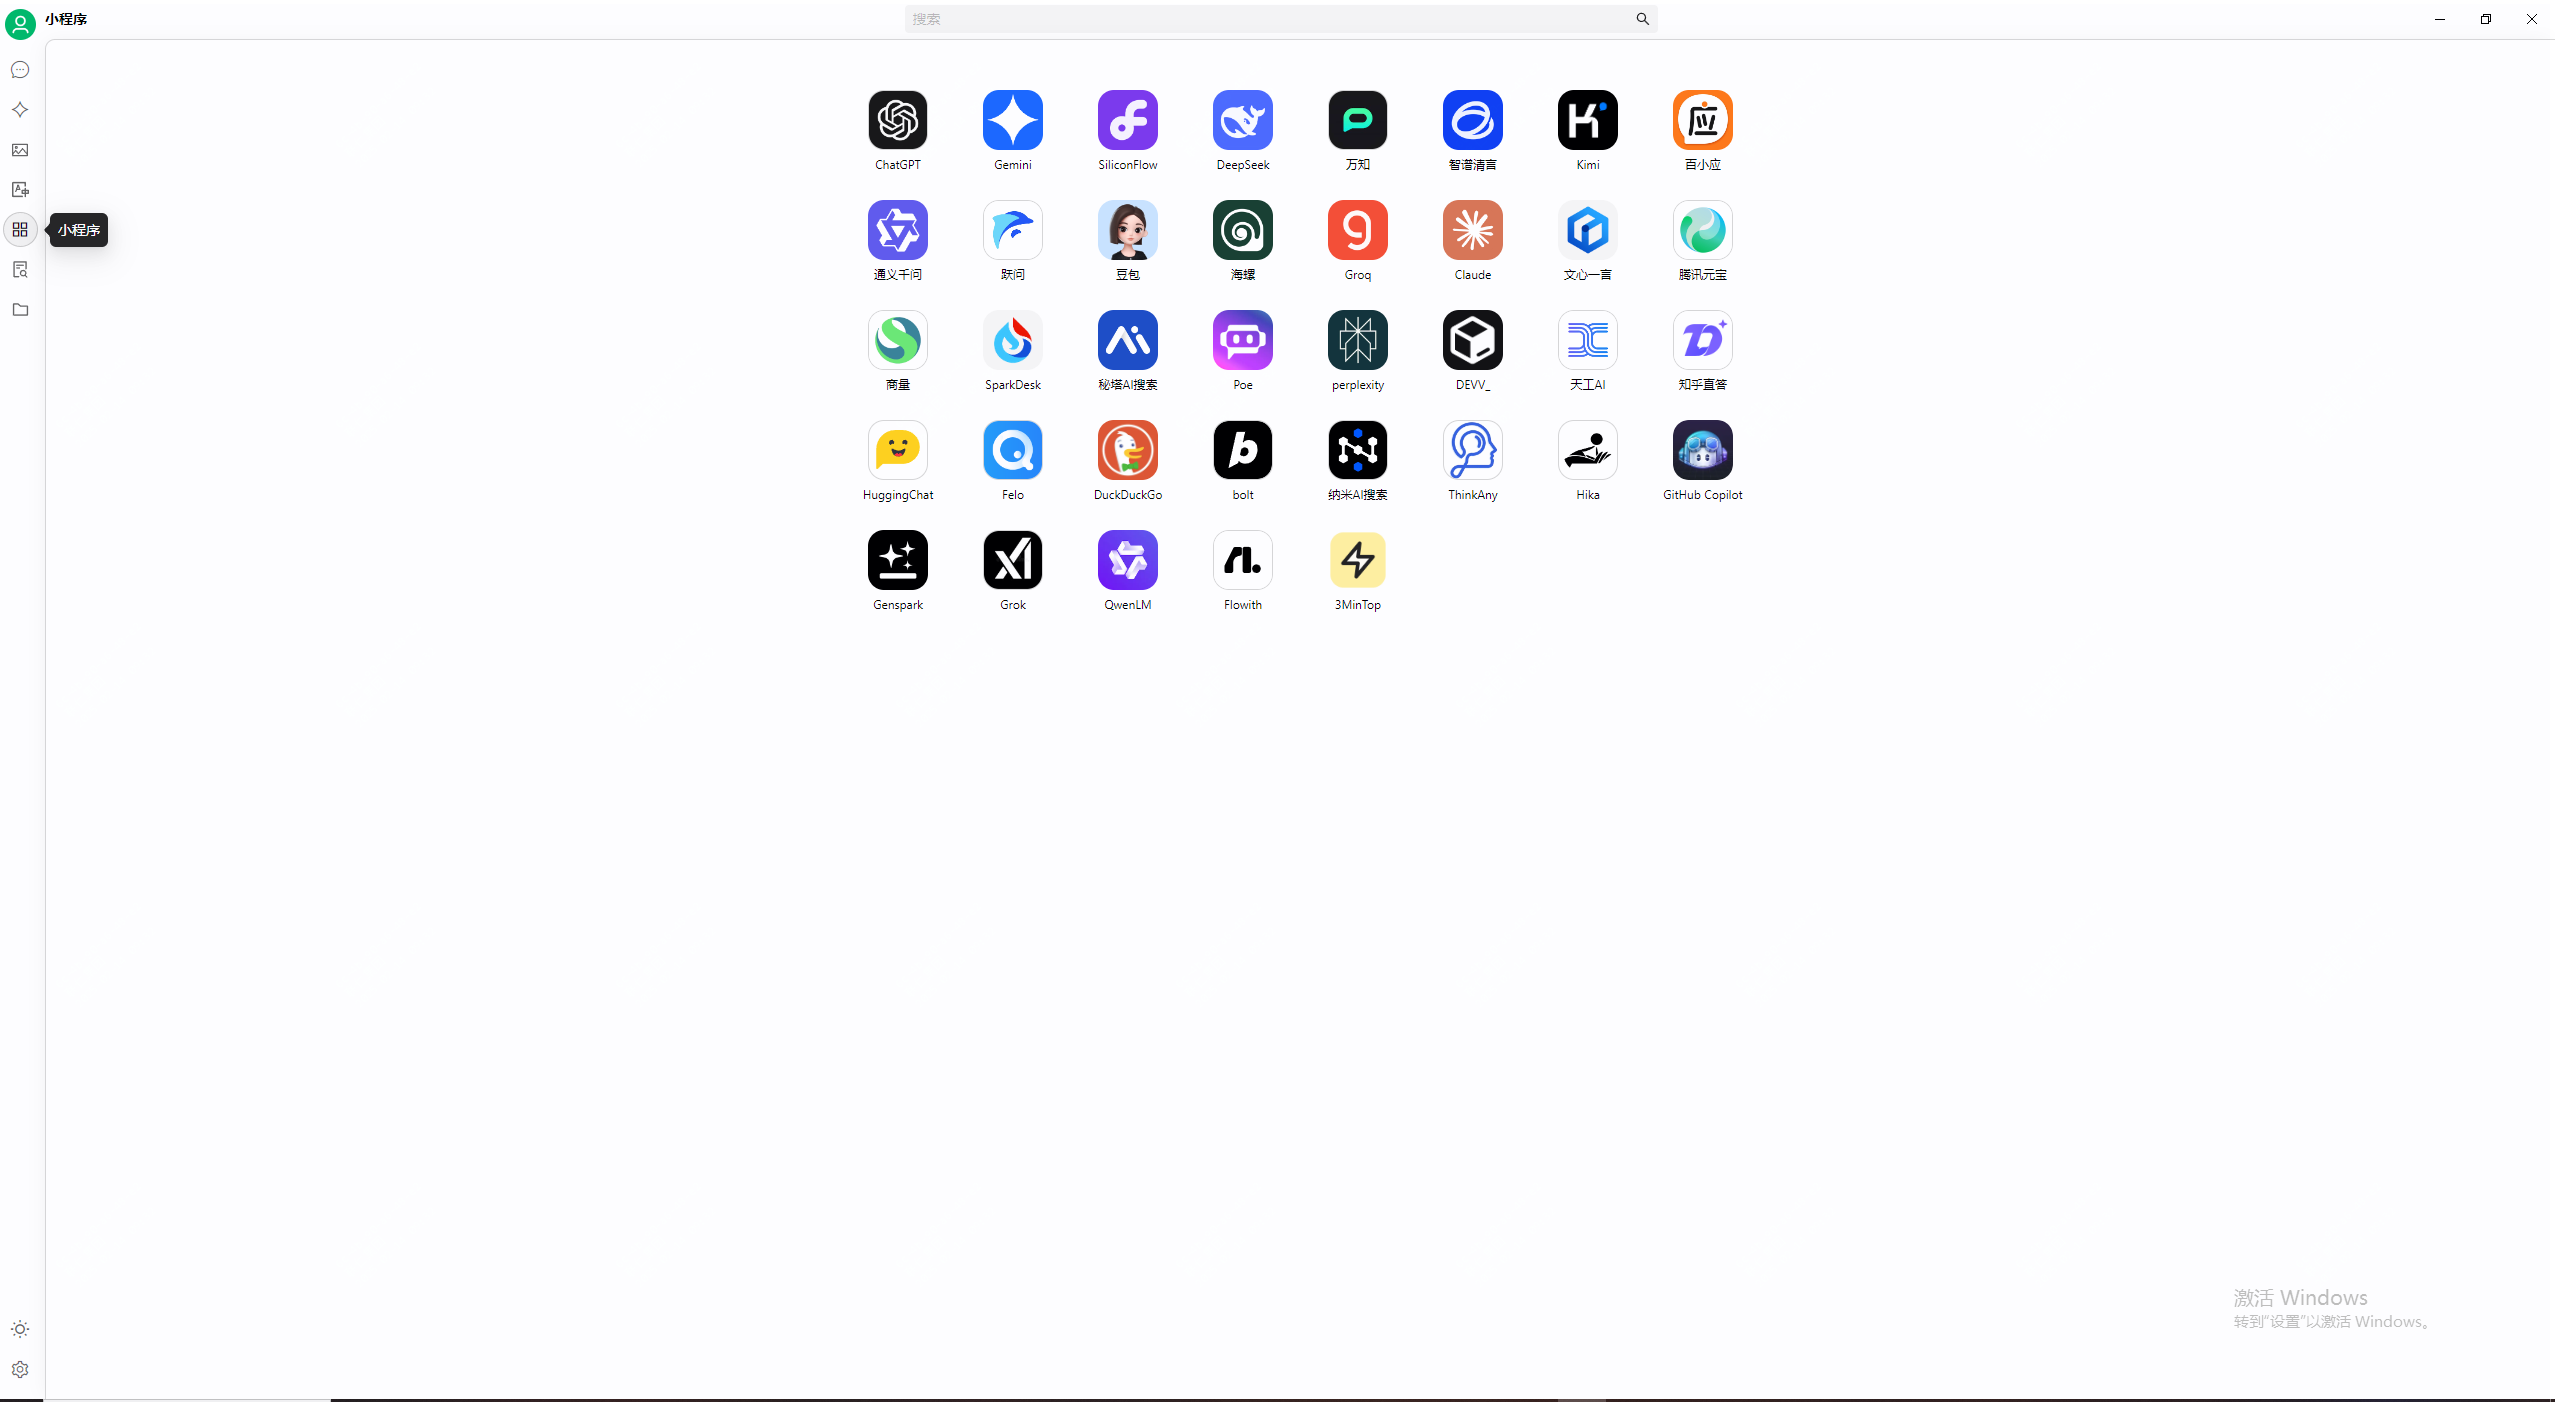 小程序
搜索
小程序
ChatGPT
Gemini
SiliconFlow
DeepSeek
万知
智谱清言
Kimi
应
百小应
通义千问
跃问
豆包
海螺
Groq
Claude
文心一言
腾讯元宝
商量
SparkDesk
秘塔AI搜索
Poe
perplexity
DEVV_
天工AI
知乎直答
HuggingChat
Felo
DuckDuckGo
bolt
纳米AI搜索
ThinkAny
Hika
GitHub Copilot
Genspark
Grok
QwenLM
Flowith
3MinTop
激活 Windows
转到“设置”以激活 Windows。